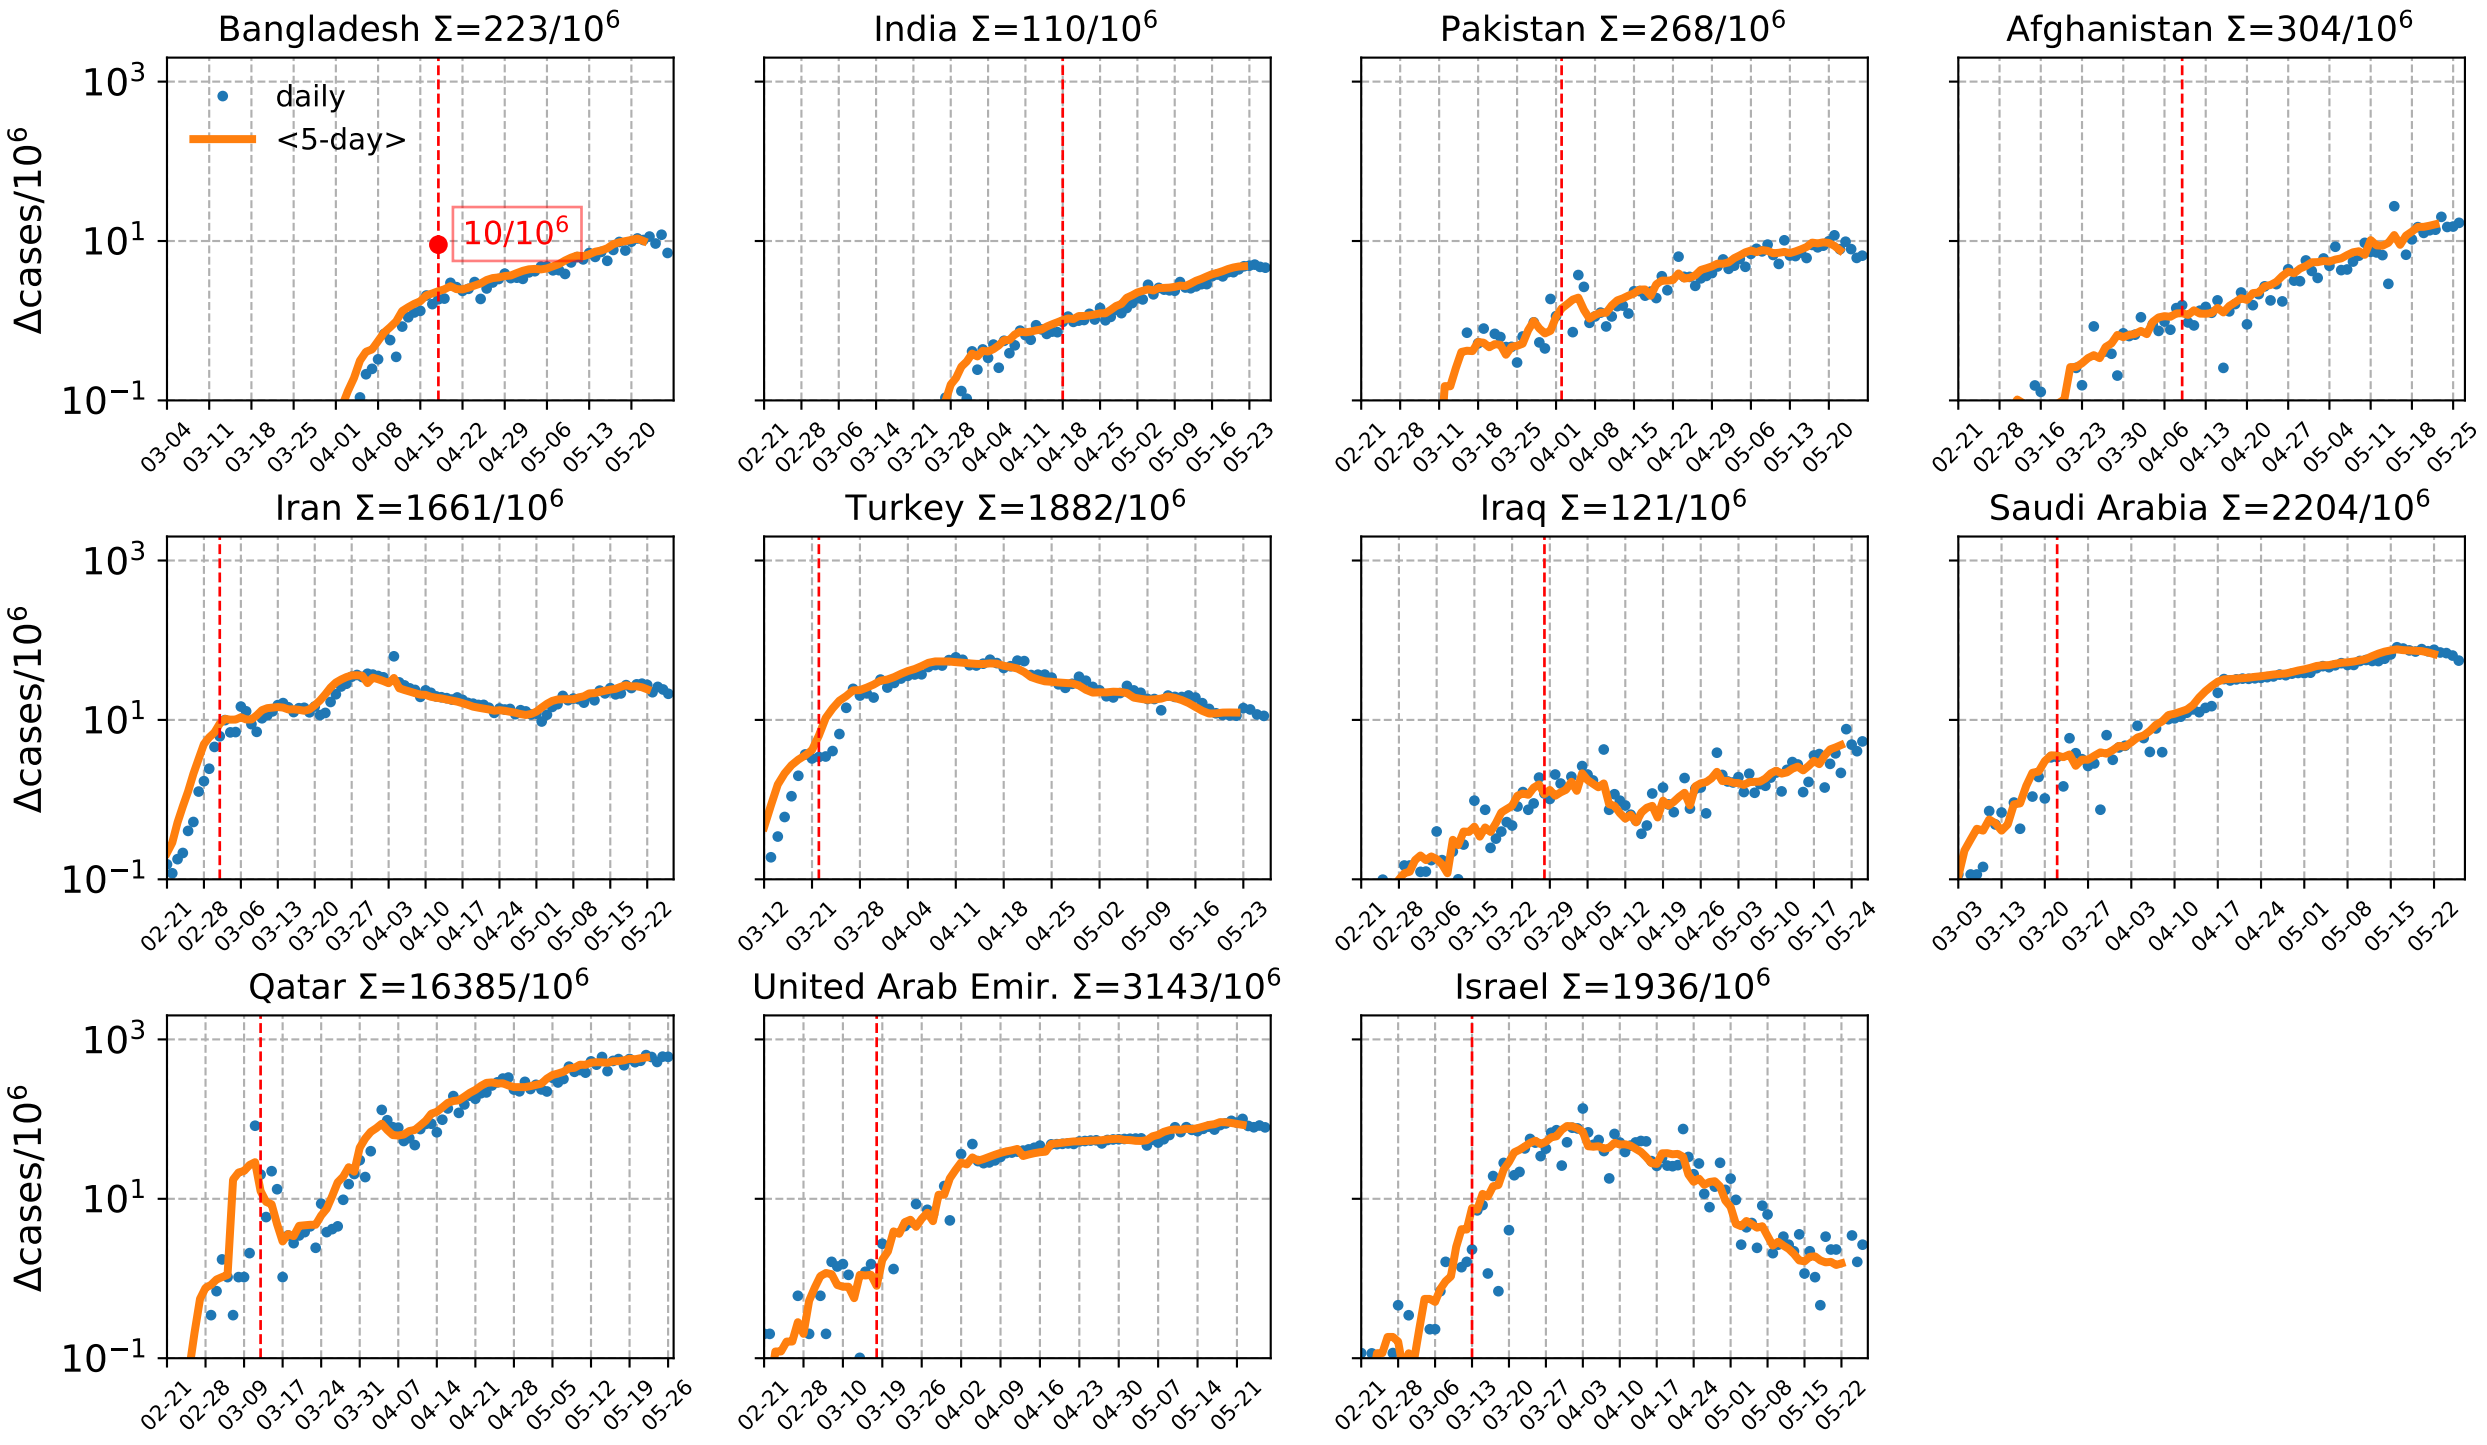 Bangladesh Σ=223/10⁶
India Σ=110/10⁶
Pakistan Σ=268/10⁶
Afghanistan Σ=304/10⁶
Δcases/10⁶
10³
10¹
10⁻¹
daily
<5-day>
10/10⁶
03-04 03-11 03-18 03-25 04-01 04-08 04-15 04-22 04-29 05-06 05-13 05-20
02-21 02-28 03-06 03-14 03-21 03-28 04-04 04-11 04-18 04-25 05-02 05-09 05-16 05-23
02-21 02-28 03-11 03-18 03-25 04-01 04-08 04-15 04-22 04-29 05-06 05-13 05-20
02-21 02-28 03-16 03-23 03-30 04-06 04-13 04-20 04-27 05-04 05-11 05-18 05-25
Iran Σ=1661/10⁶
Turkey Σ=1882/10⁶
Iraq Σ=121/10⁶
Saudi Arabia Σ=2204/10⁶
Δcases/10⁶
10³
10¹
10⁻¹
02-21 02-28 03-06 03-13 03-20 03-27 04-03 04-10 04-17 04-24 05-01 05-08 05-15 05-22
03-12 03-21 03-28 04-04 04-11 04-18 04-25 05-02 05-09 05-16 05-23
02-21 02-28 03-06 03-15 03-22 03-29 04-05 04-12 04-19 04-26 05-03 05-10 05-17 05-24
03-03 03-13 03-20 03-27 04-03 04-10 04-17 04-24 05-01 05-08 05-15 05-22
Qatar Σ=16385/10⁶
United Arab Emir. Σ=3143/10⁶
Israel Σ=1936/10⁶
Δcases/10⁶
10³
10¹
10⁻¹
02-21 02-28 03-09 03-17 03-24 03-31 04-07 04-14 04-21 04-28 05-05 05-12 05-19 05-26
02-21 02-28 03-10 03-19 03-26 04-02 04-09 04-16 04-23 04-30 05-07 05-14 05-21
02-21 02-28 03-06 03-13 03-20 03-27 04-03 04-10 04-17 04-24 05-01 05-08 05-15 05-22